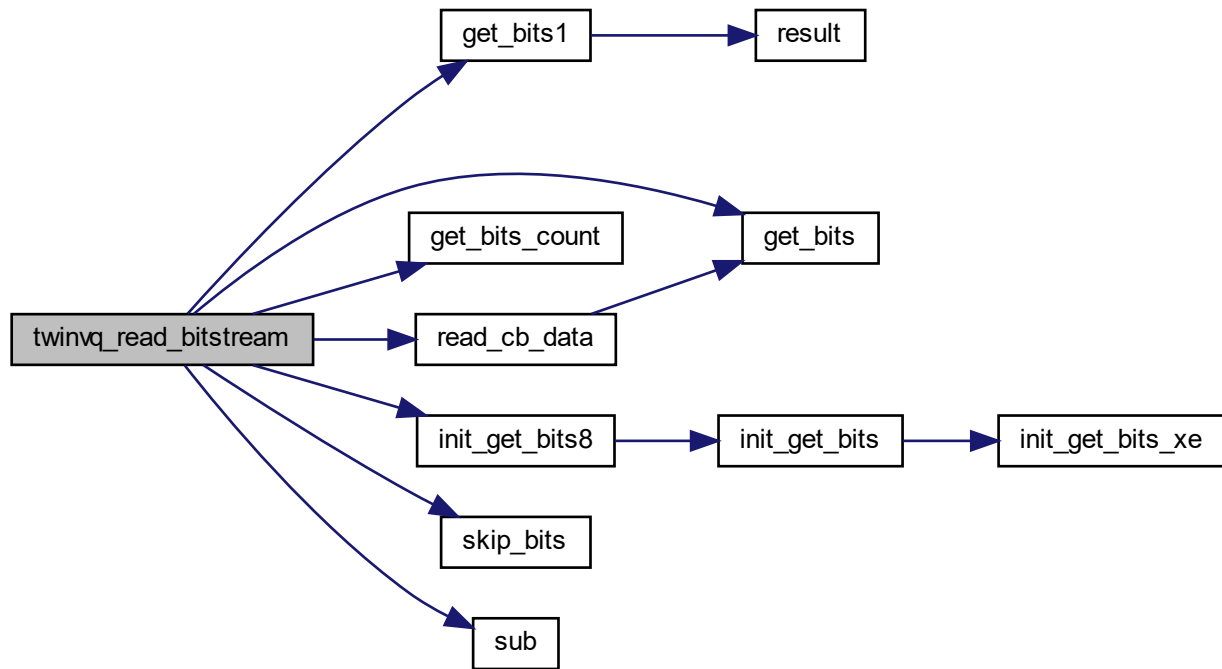 get_bits1
result
get_bits_count
get_bits
twinvq_read_bitstream
read_cb_data
init_get_bits8
init_get_bits
init_get_bits_xe
skip_bits
sub